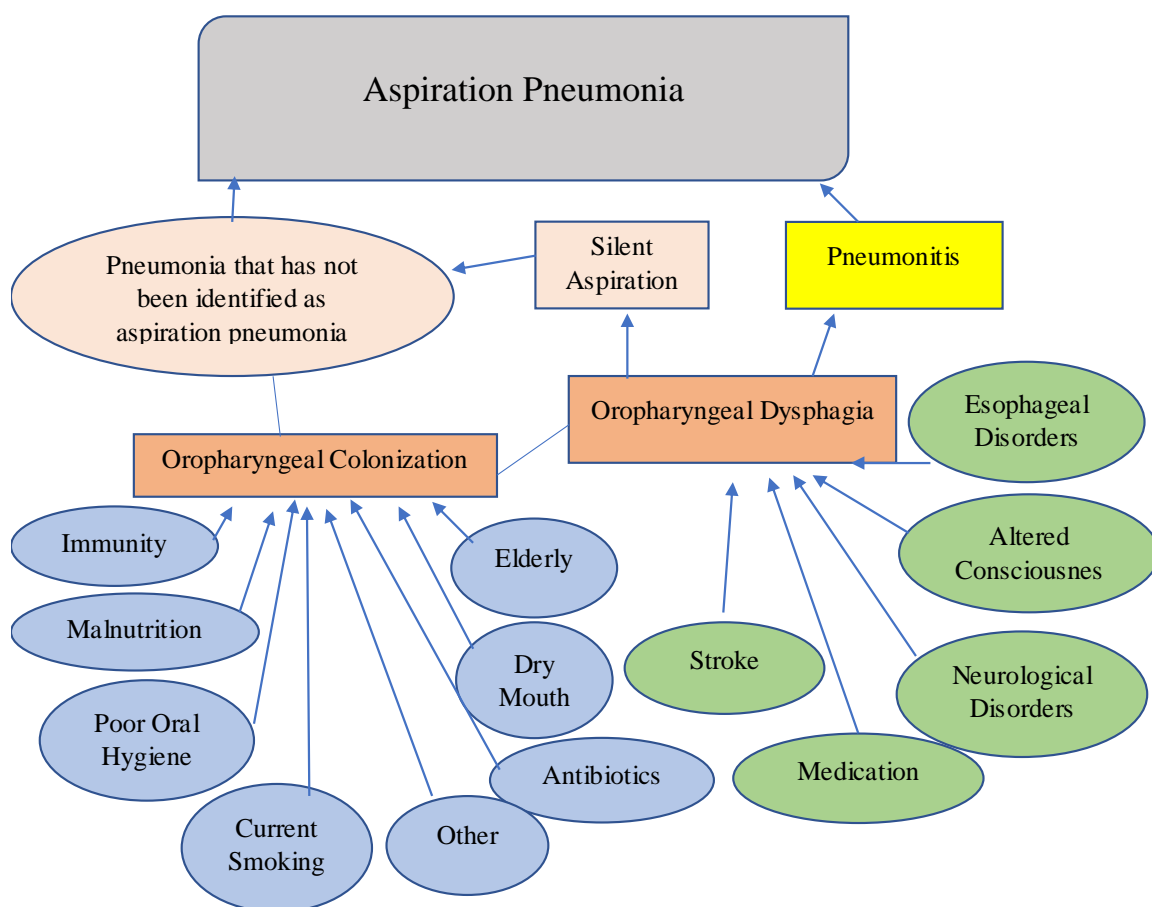 Aspiration Pneumonia
Pneumonia that has not
been identified as
aspiration pneumonia
Silent
Aspiration
Pneumonitis
Oropharyngeal Dysphagia
Esophageal
Disorders
Oropharyngeal Colonization
Immunity
Elderly
Altered
Consciousnes
Malnutrition
Dry
Mouth
Stroke
Neurological
Disorders
Poor Oral
Hygiene
Antibiotics
Medication
Current
Smoking
Other